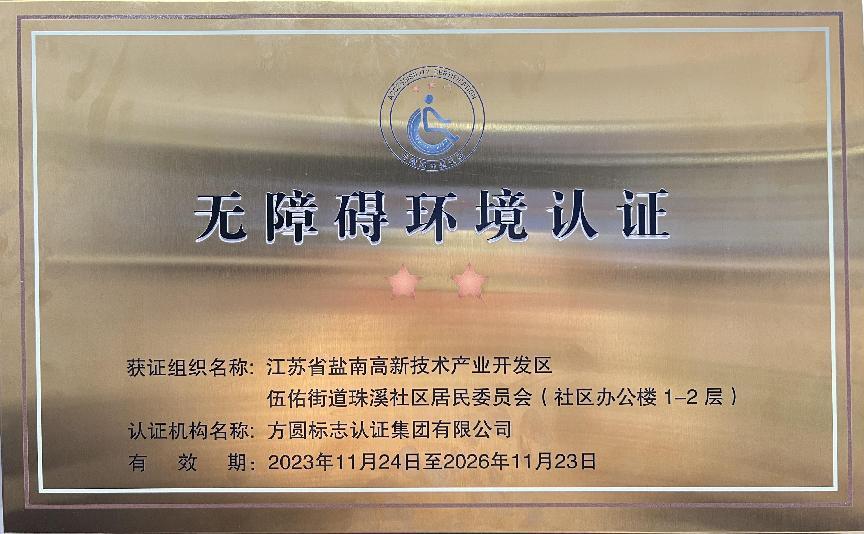 ACCESSIBILITY CERTIFICATION
无障碍环境认证
获证组织名称：江苏省盐南高新技术产业开发区
伍佑街道珠溪社区居民委员会（社区办公楼1-2层）
认证机构名称：方圆标志认证集团有限公司
有效期：2023年11月24日至2026年11月23日